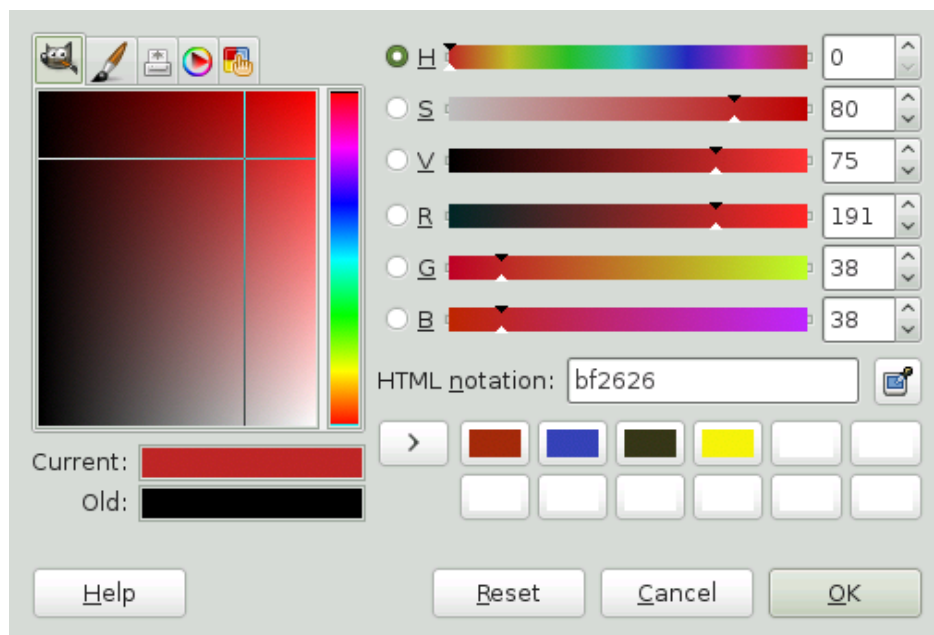 H 0
S 80
V 75
R 191
G 38
B 38
HTML notation: bf2626
>
Current:
Old:
Help Reset Cancel OK